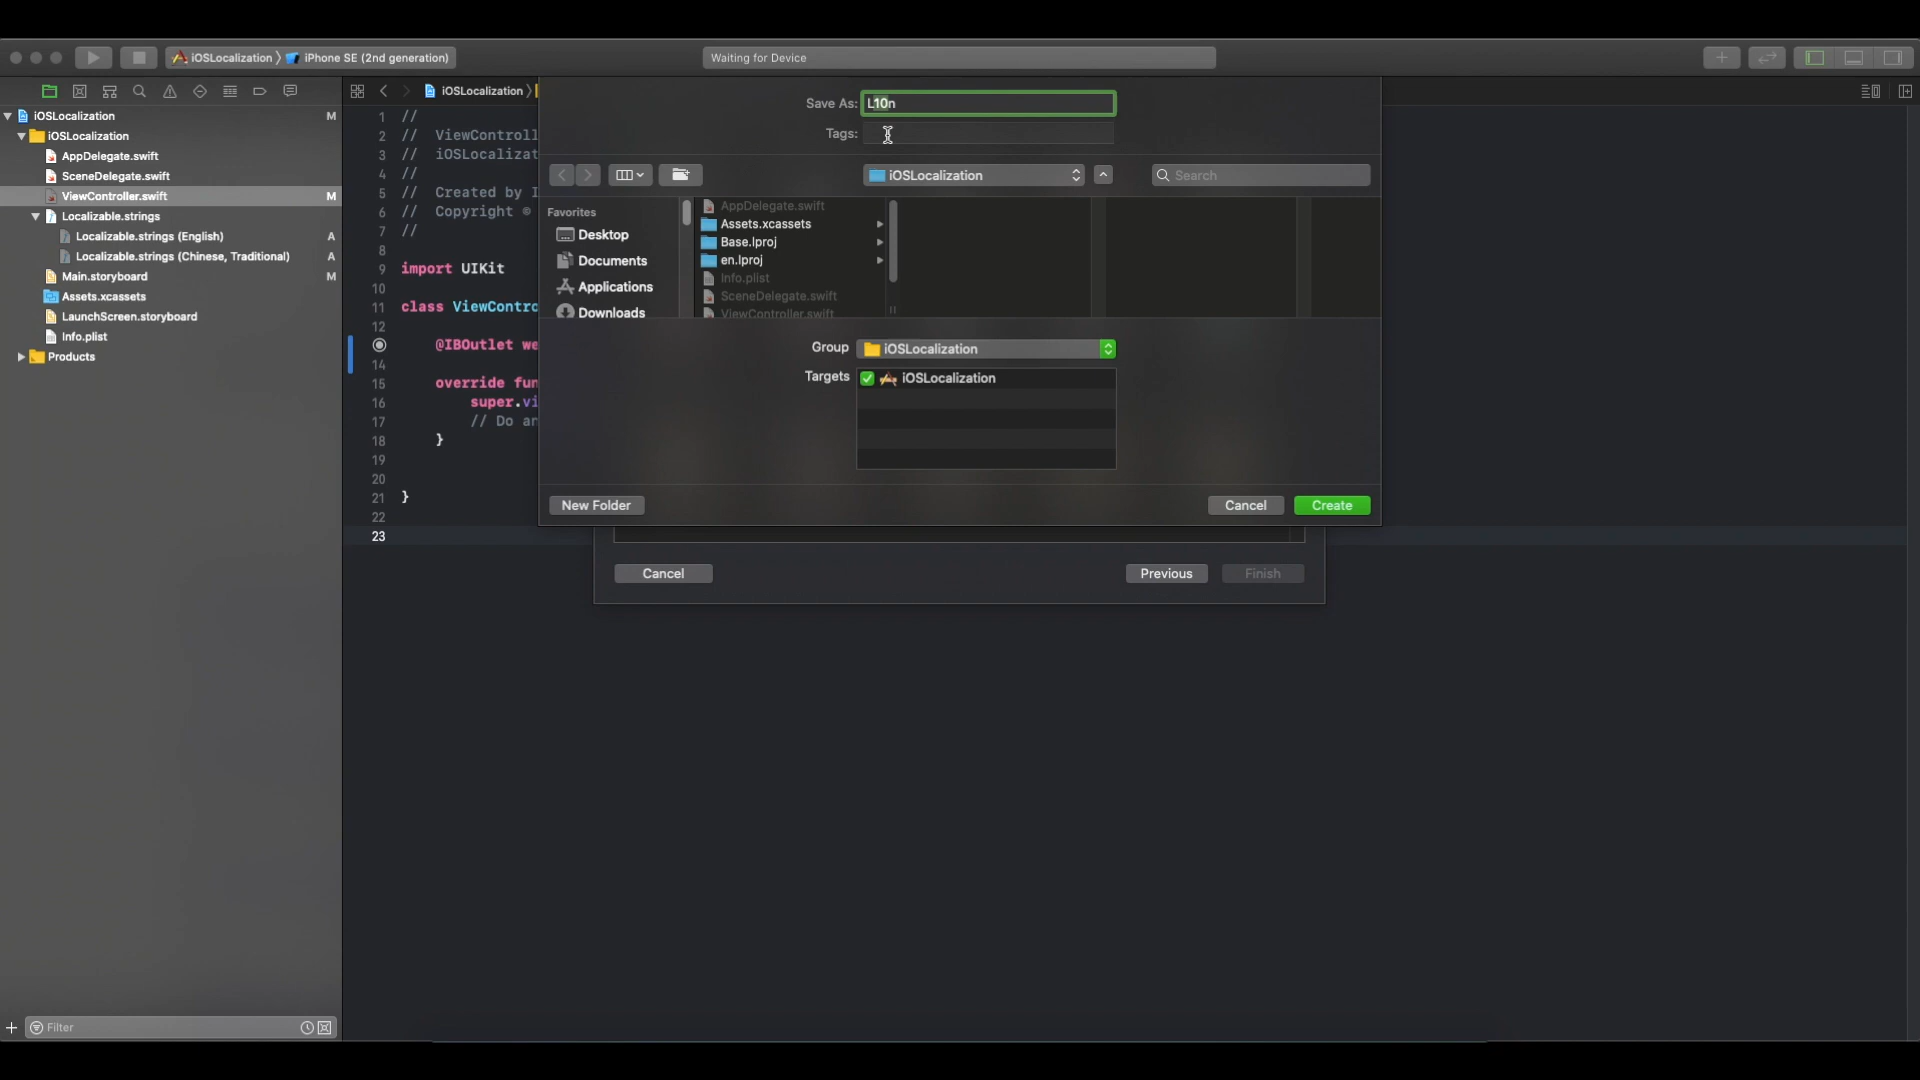 iOSLocalization
iPhone SE (2nd generation)
Waiting for Device
iOSLocalization M
iOSLocalization
AppDelegate.swift
SceneDelegate.swift
ViewController.swift M
Localizable.strings
Localizable.strings (English) A
Localizable.strings (Chinese, Traditional) A
Main.storyboard M
Assets.xcassets
LaunchScreen.storyboard
Info.plist
Products
Filter
iOSLocalization
1 //
2 // ViewControll
3 // iOSLocalizat
4 //
5 // Created by I
6 // Copyright ©
7 //
8
9 import UIKit
10
11 class ViewContro
12
@IBOutlet we
14
15 override fun
16 super.vi
17 // Do an
18 }
19
20
21 }
22
23
Save As: L10n
Tags:
iOSLocalization
Search
Favorites
Desktop
Documents
Applications
Downloads
AppDelegate.swift
Assets.xcassets
Base.lproj
en.lproj
Info.plist
SceneDelegate.swift
ViewController.swift
Group iOSLocalization
Targets iOSLocalization
New Folder
Cancel
Create
Cancel
Previous
Finish